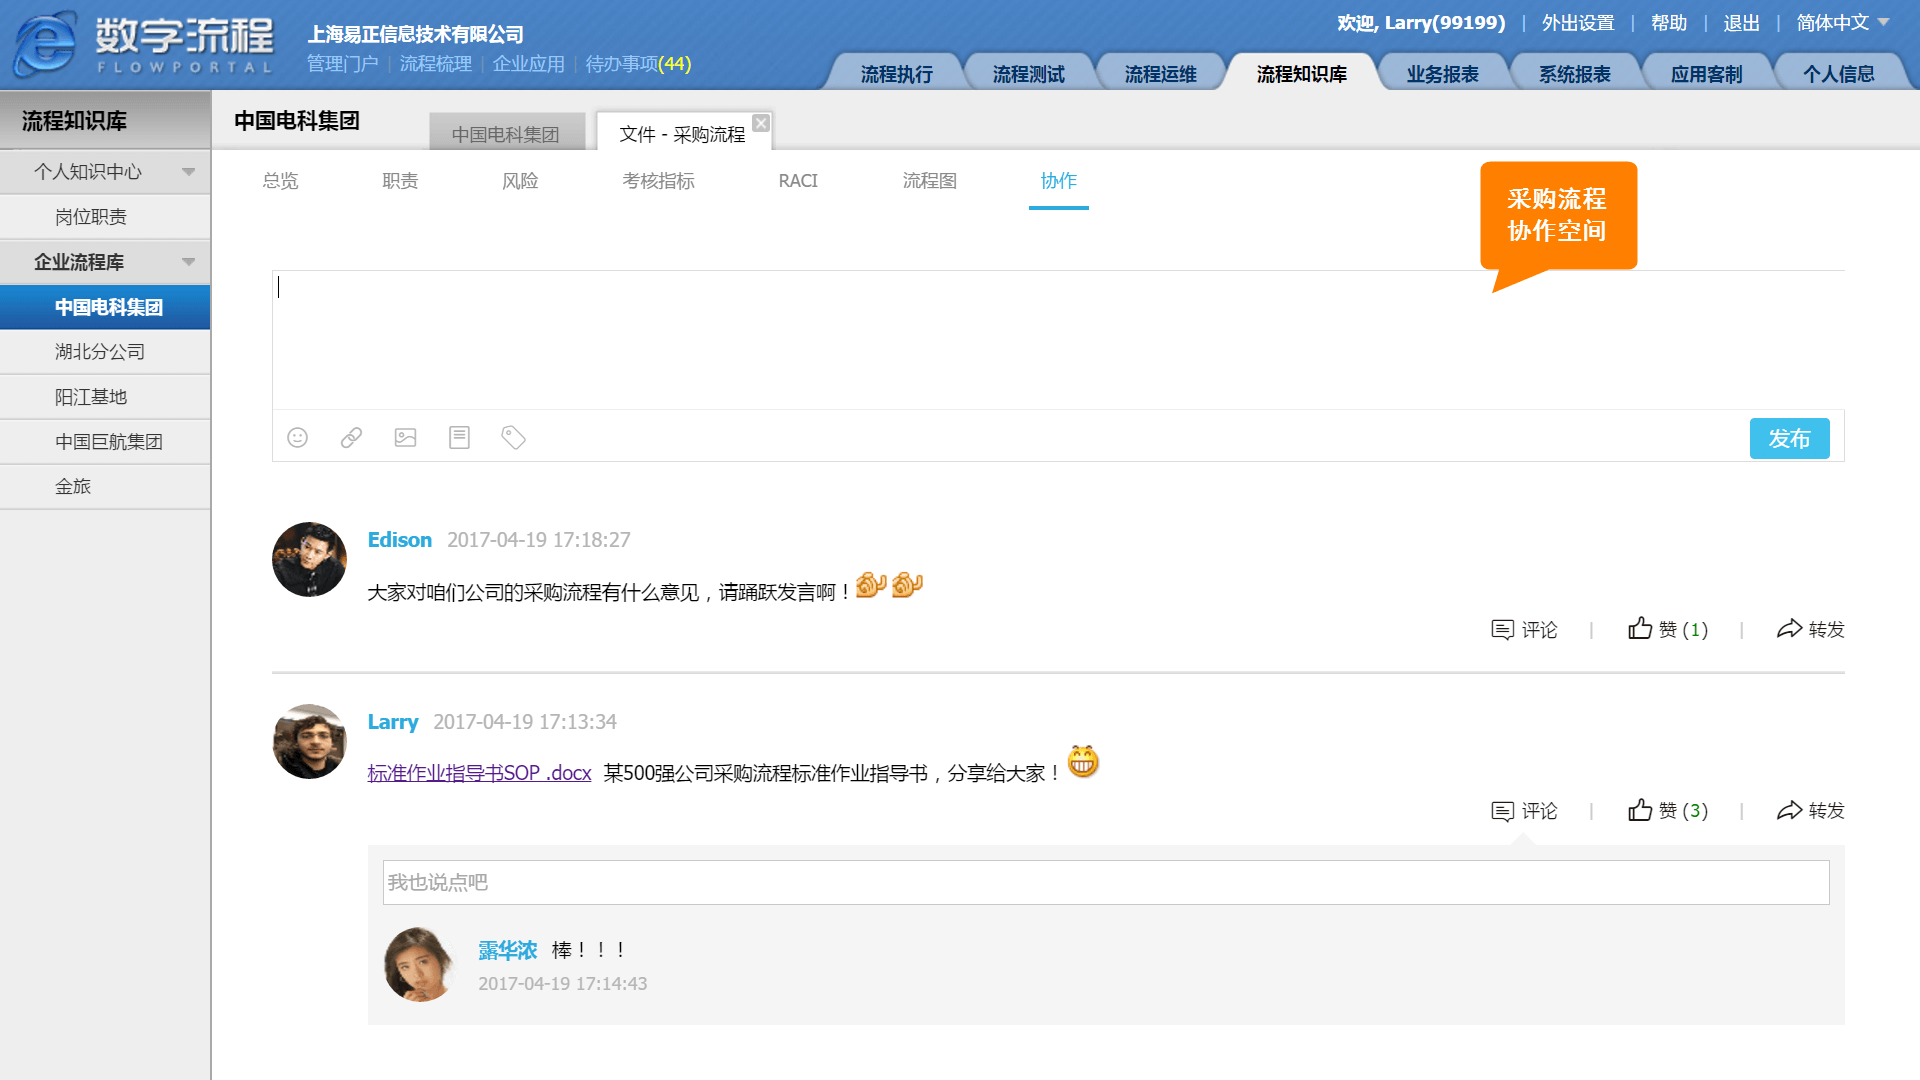 数字流程
FLOWPORTAL
上海易正信息技术有限公司
管理门户 | 流程梳理 | 企业应用 | 待办事项(44)
欢迎, Larry(99199) | 外出设置 | 帮助 | 退出 | 简体中文
流程执行 流程测试 流程运维 流程知识库 业务报表 系统报表 应用客制 个人信息
流程知识库
个人知识中心
岗位职责
企业流程库
中国电科集团
湖北分公司
阳江基地
中国巨航集团
金旅
中国电科集团 中国电科集团 文件 - 采购流程
总览 职责 风险 考核指标 RACI 流程图 协作
采购流程
协作空间
发布
Edison 2017-04-19 17:18:27
大家对咱们公司的采购流程有什么意见，请踊跃发言啊！
评论 | 赞 (1) | 转发
Larry 2017-04-19 17:13:34
标准作业指导书SOP .docx 某500强公司采购流程标准作业指导书，分享给大家！
评论 | 赞 (3) | 转发
我也说点吧
露华浓 棒！！！
2017-04-19 17:14:43